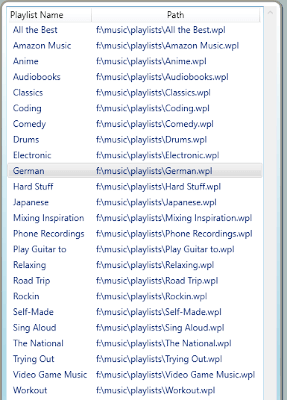 Playlist Name Path
All the Best f:\music\playlists\All the Best.wpl
Amazon Music f:\music\playlists\Amazon Music.wpl
Anime f:\music\playlists\Anime.wpl
Audiobooks f:\music\playlists\Audiobooks.wpl
Classics f:\music\playlists\Classics.wpl
Coding f:\music\playlists\Coding.wpl
Comedy f:\music\playlists\Comedy.wpl
Drums f:\music\playlists\Drums.wpl
Electronic f:\music\playlists\Electronic.wpl
German f:\music\playlists\German.wpl
Hard Stuff f:\music\playlists\Hard Stuff.wpl
Japanese f:\music\playlists\Japanese.wpl
Mixing Inspiration f:\music\playlists\Mixing Inspiration.wpl
Phone Recordings f:\music\playlists\Phone Recordings.wpl
Play Guitar to f:\music\playlists\Play Guitar to.wpl
Relaxing f:\music\playlists\Relaxing.wpl
Road Trip f:\music\playlists\Road Trip.wpl
Rockin f:\music\playlists\Rockin.wpl
Self-Made f:\music\playlists\Self-Made.wpl
Sing Aloud f:\music\playlists\Sing Aloud.wpl
The National f:\music\playlists\The National.wpl
Trying Out f:\music\playlists\Trying Out.wpl
Video Game Music f:\music\playlists\Video Game Music.wpl
Workout f:\music\playlists\Workout.wpl